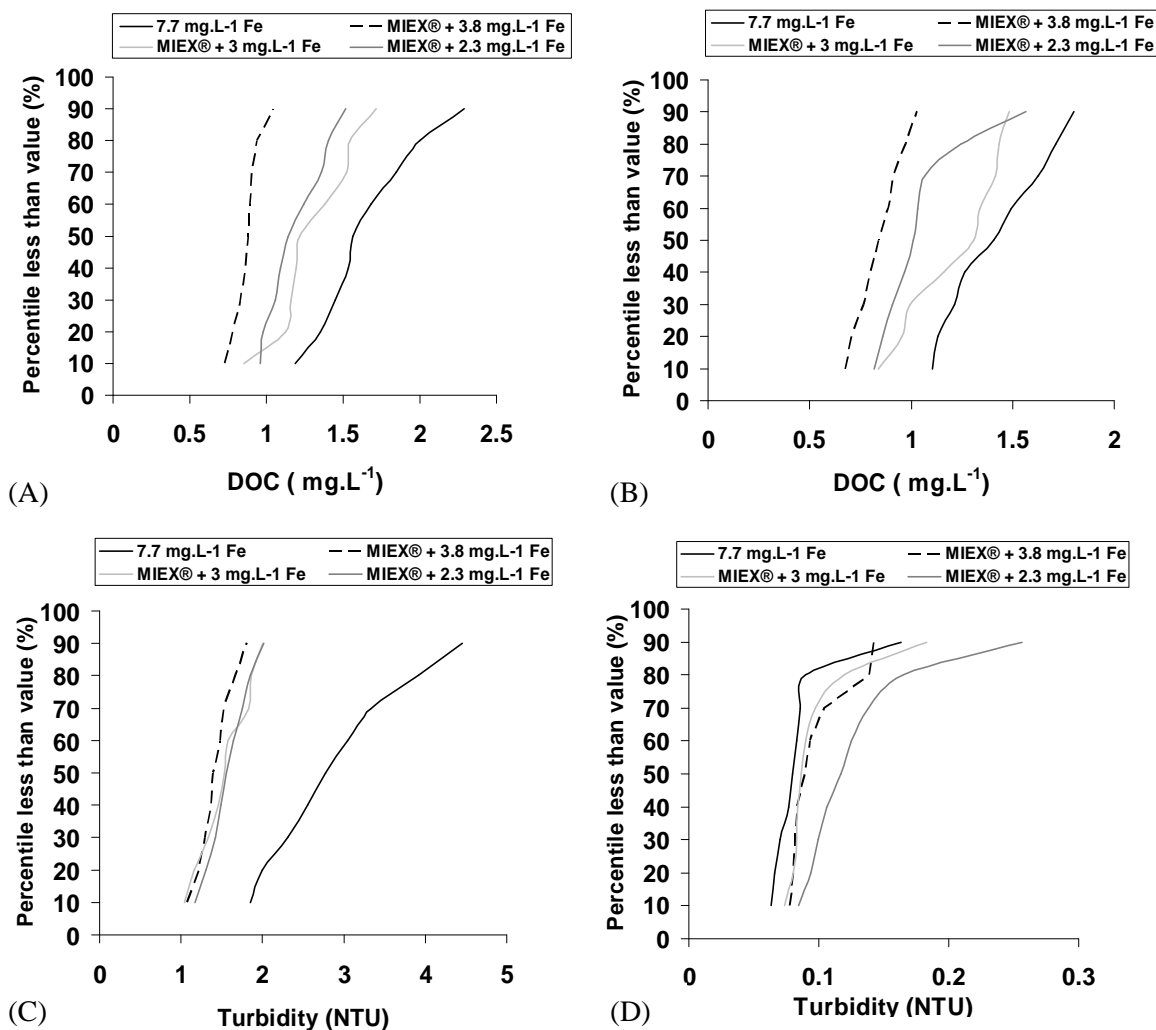 7.7 mg.L-1 Fe MIEX® + 3.8 mg.L-1 Fe
MIEX® + 3 mg.L-1 Fe MIEX® + 2.3 mg.L-1 Fe
Percentile less than value (%)
100
90
80
70
60
50
40
30
20
10
0
0 0.5 1 1.5 2 2.5
DOC ( mg.L-1)
(A)
7.7 mg.L-1 Fe MIEX® + 3.8 mg.L-1 Fe
MIEX® + 3 mg.L-1 Fe MIEX® + 2.3 mg.L-1 Fe
Percentile less than value (%)
100
90
80
70
60
50
40
30
20
10
0
0 0.5 1 1.5 2
DOC ( mg.L-1)
(B)
7.7 mg.L-1 Fe MIEX® + 3.8 mg.L-1 Fe
MIEX® + 3 mg.L-1 Fe MIEX® + 2.3 mg.L-1 Fe
Percentile less than value (%)
100
90
80
70
60
50
40
30
20
10
0
0 1 2 3 4 5
Turbidity (NTU)
(C)
7.7 mg.L-1 Fe MIEX® + 3.8 mg.L-1 Fe
MIEX® + 3 mg.L-1 Fe MIEX® + 2.3 mg.L-1 Fe
Percentile less than value (%)
100
90
80
70
60
50
40
30
20
10
0
0 0.1 0.2 0.3
Turbidity (NTU)
(D)